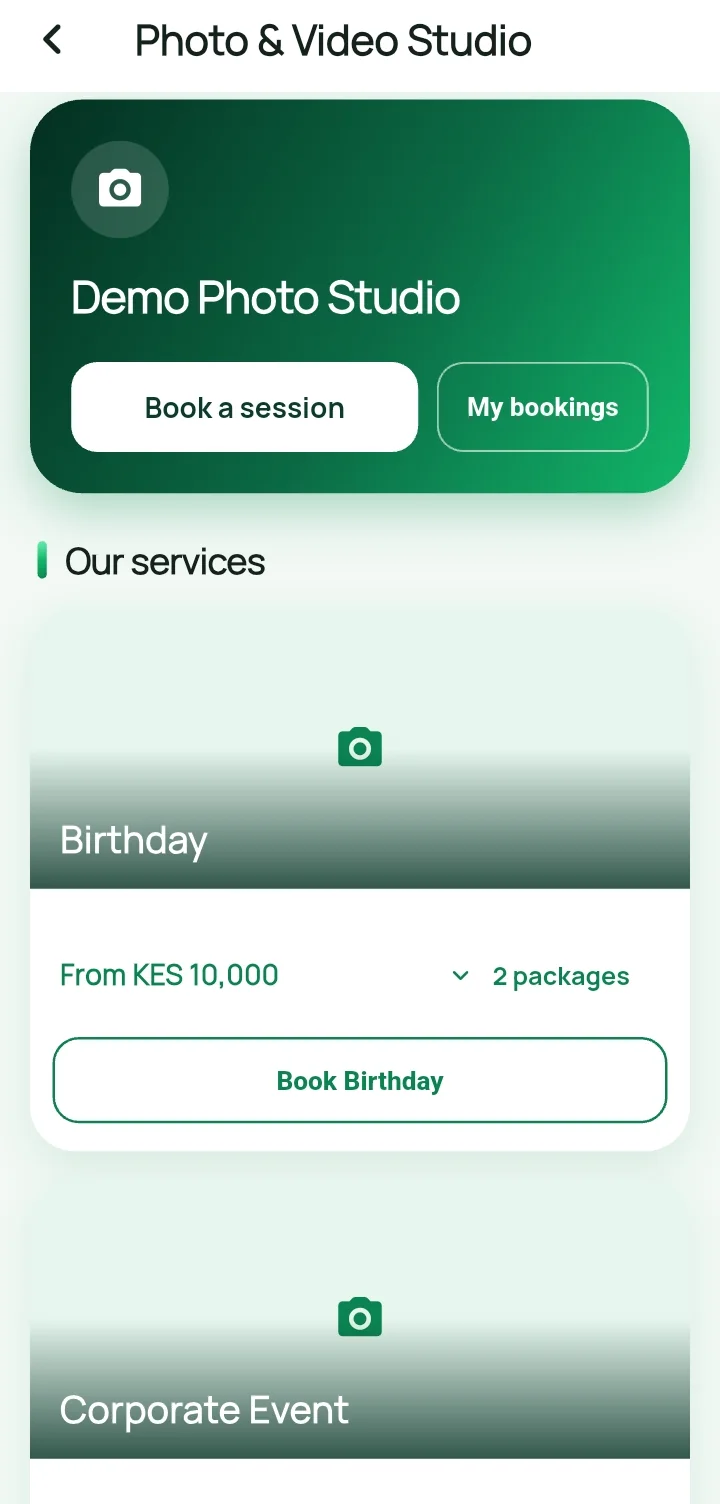 Photo & Video Studio
Demo Photo Studio
Book a session
My bookings
Our services
Birthday
From KES 10,000
2 packages
Book Birthday
Corporate Event